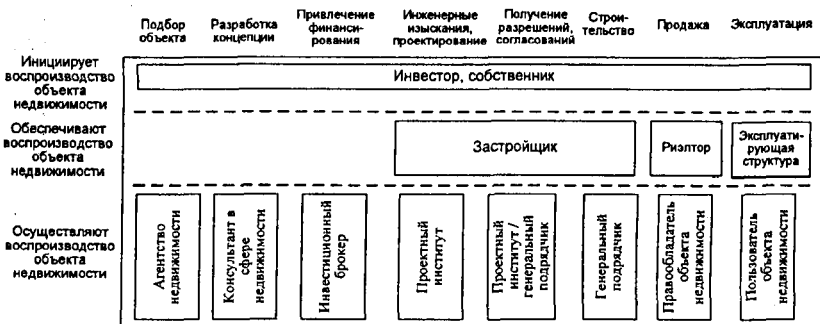 Подбор
объекта
Разработка
концепции
Привлечение
финанси-
рования
Инженерные
изыскания,
проектирование
Получение
разрешений,
согласований
Строи-
тельство
Продажа
Эксплуатация
Инициирует
воспроизводство
объекта
недвижимости
Инвестор, собственник
Обеспечивают
воспроизводство
объекта
недвижимости
Застройщик
Риэлтор
Эксплуати-
рующая
структура
Осуществляют
воспроизводство
объекта
недвижимости
Агентство
недвижимости
Консультант в
сфере
недвижимости
Инвестиционный
брокер
Проектный
институт
Проектный
институт /
генеральный
подрядчик
Генеральный
подрядчик
Правообладатель
объекта
недвижимости
Пользователь
объекта
недвижимости